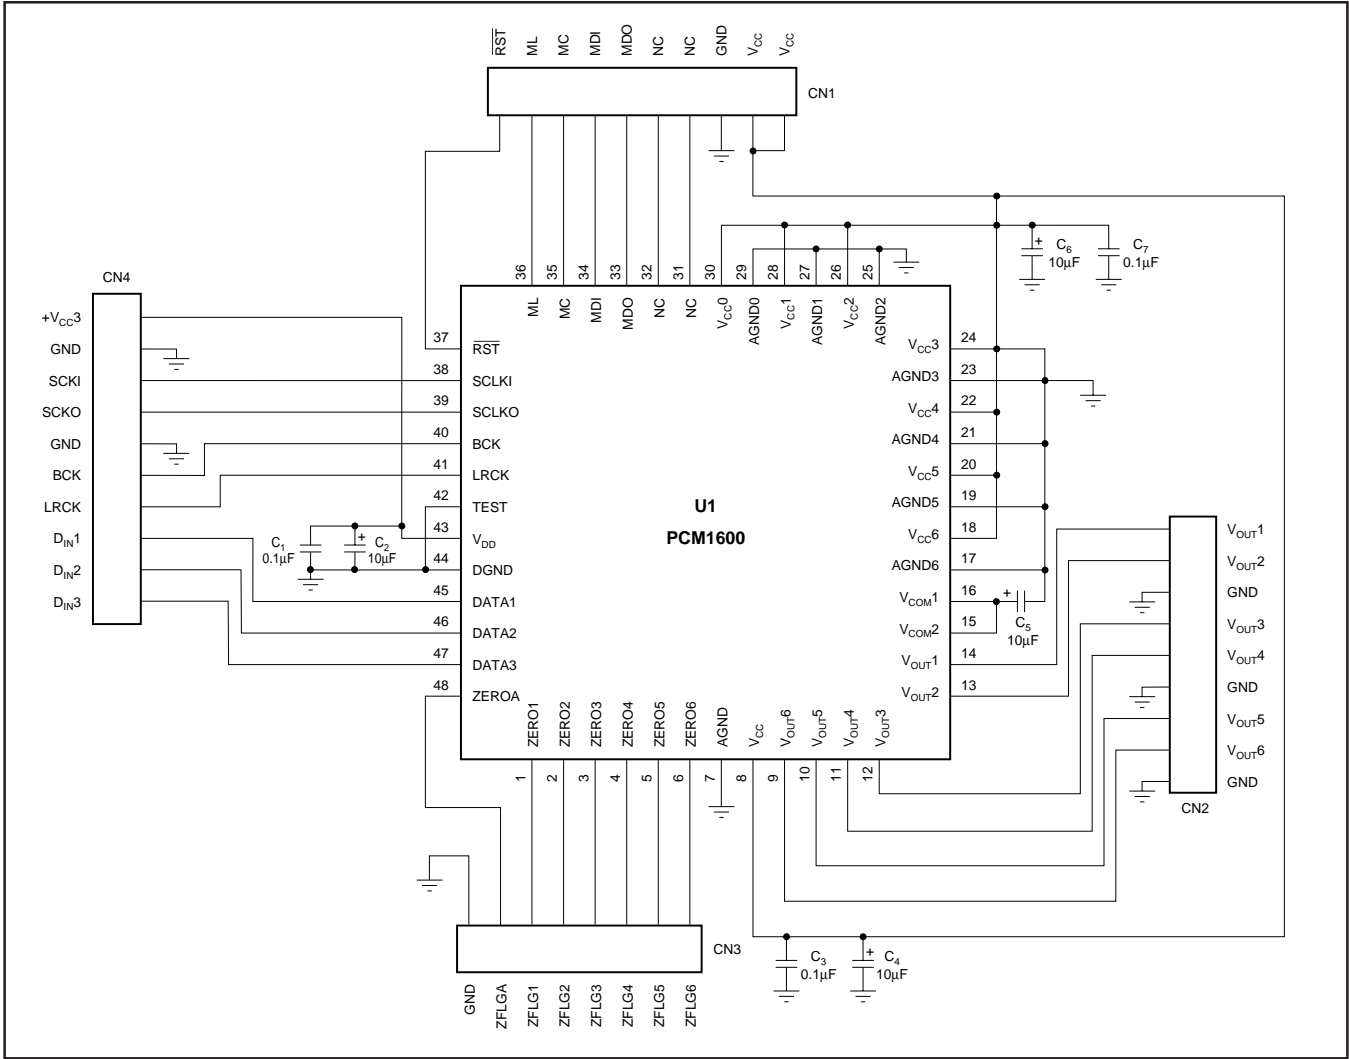 RST
ML
MC
MDI
MDO
NC
NC
GND
VCC
VCC
CN1
CN4
+VCC3
GND
SCKI
SCKO
GND
BCK
LRCK
DIN1
DIN2
DIN3
36
35
34
33
32
31
30
29
28
27
26
25
ML
MC
MDI
MDO
NC
NC
VCC0
AGND0
VCC1
AGND1
VCC2
AGND2
+ C6
10µF
C7
0.1µF
37 RST
38 SCLKI
39 SCLKO
40 BCK
41 LRCK
42 TEST
43 VDD
44 DGND
45 DATA1
46 DATA2
47 DATA3
48 ZEROA
C1
0.1µF
+ C2
10µF
U1
PCM1600
VCC3 24
AGND3 23
VCC4 22
AGND4 21
VCC5 20
AGND5 19
VCC6 18
AGND6 17
VCOM1 16
VCOM2 15
VOUT1 14
VOUT2 13
+
C5
10µF
VOUT1
VOUT2
GND
VOUT3
VOUT4
GND
VOUT5
VOUT6
GND
CN2
ZERO1
ZERO2
ZERO3
ZERO4
ZERO5
ZERO6
AGND
VCC
VOUT6
VOUT5
VOUT4
VOUT3
1
2
3
4
5
6
7
8
9
10
11
12
CN3
C3
0.1µF
+ C4
10µF
GND
ZFLGA
ZFLG1
ZFLG2
ZFLG3
ZFLG4
ZFLG5
ZFLG6